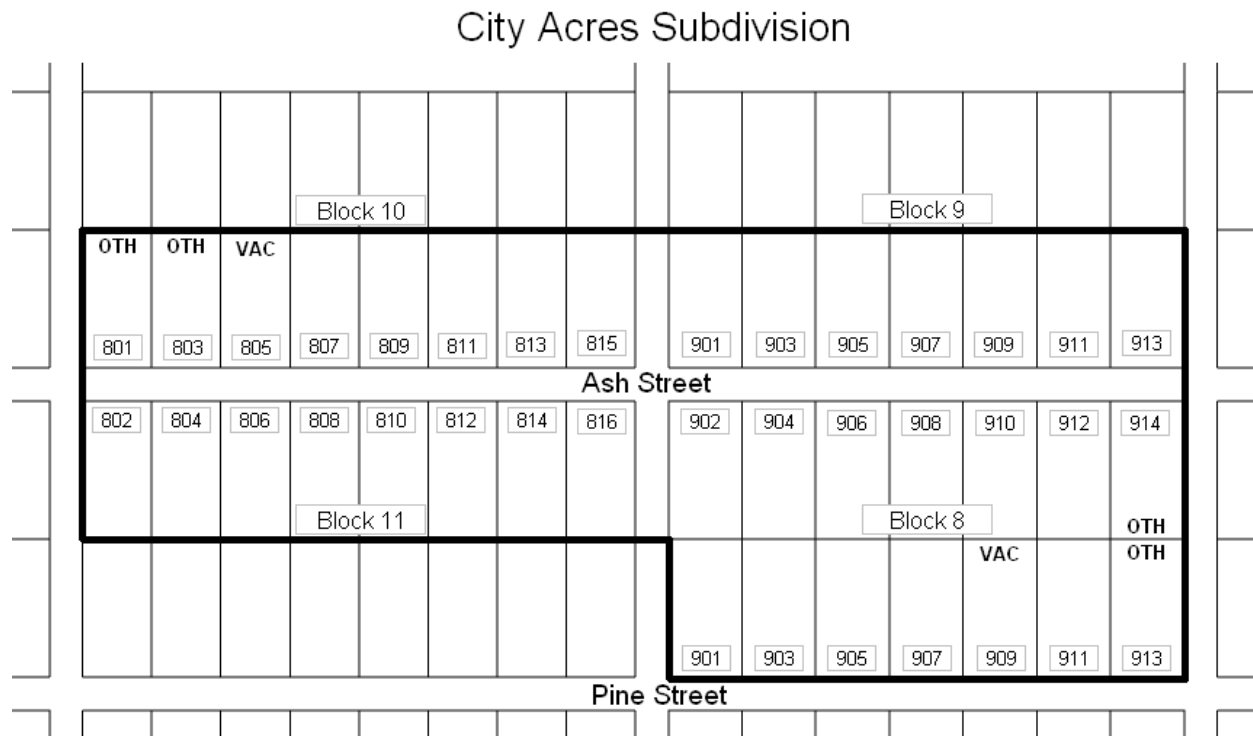 City Acres Subdivision
Block 10 Block 9
OTH OTH VAC
801 803 805 807 809 811 813 815 901 903 905 907 909 911 913
Ash Street
802 804 806 808 810 812 814 816 902 904 906 908 910 912 914
Block 11 Block 8 OTH
VAC OTH
901 903 905 907 909 911 913
Pine Street